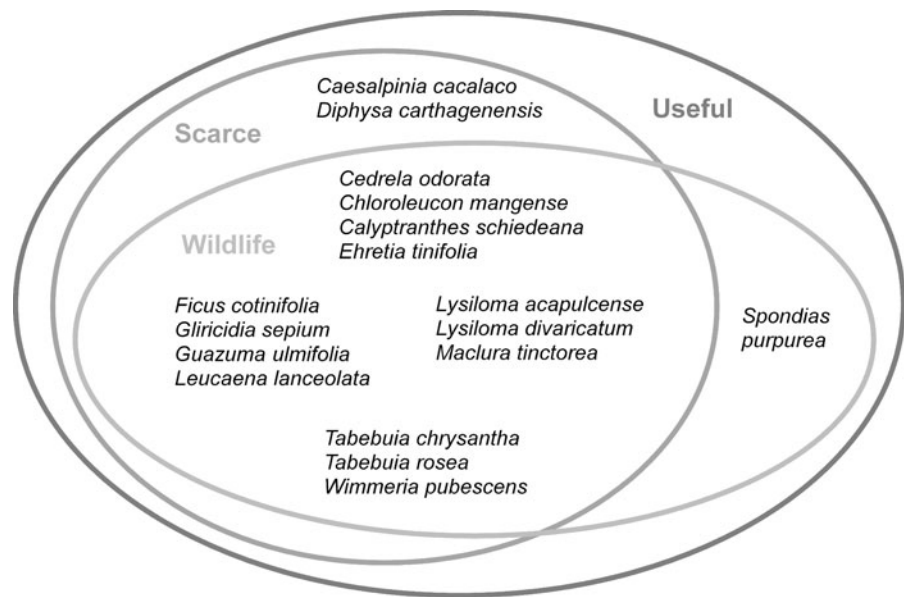 Caesalpinia cacalaco
Diphysa carthagenensis
Useful
Scarce
Cedrela odorata
Chloroleucon mangense
Calyptranthes schiedeana
Ehretia tinifolia
Wildlife
Ficus cotinifolia
Gliricidia sepium
Guazuma ulmifolia
Leucaena lanceolata
Lysiloma acapulcense
Lysiloma divaricatum
Maclura tinctorea
Spondias
purpurea
Tabebuia chrysantha
Tabebuia rosea
Wimmeria pubescens